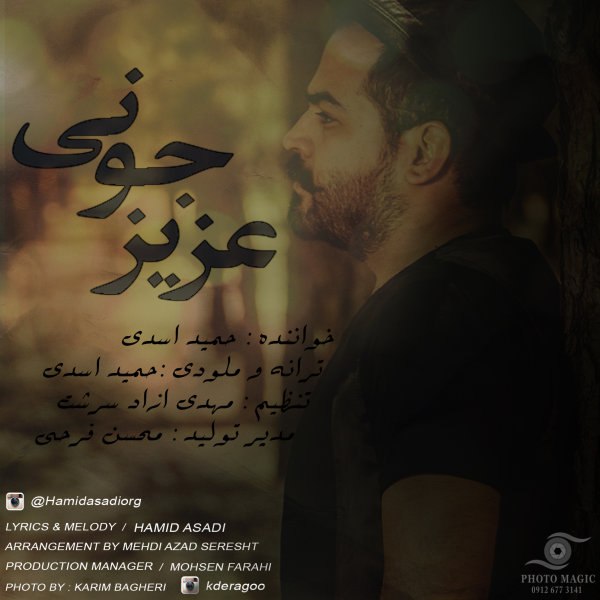 عزیز جونی
خواننده : حمید اسدی
ترانه و ملودی :حمید اسدی
تنظیم : مهدی ازاد سرشت
مدیر تولید : محسن فرحی
@Hamidasadiorg
LYRICS & MELODY / HAMID ASADI
ARRANGEMENT BY MEHDI AZAD SERESHT
PRODUCTION MANAGER / MOHSEN FARAHI
PHOTO BY : KARIM BAGHERI kderagoo
PHOTO MAGIC
0912 677 3141